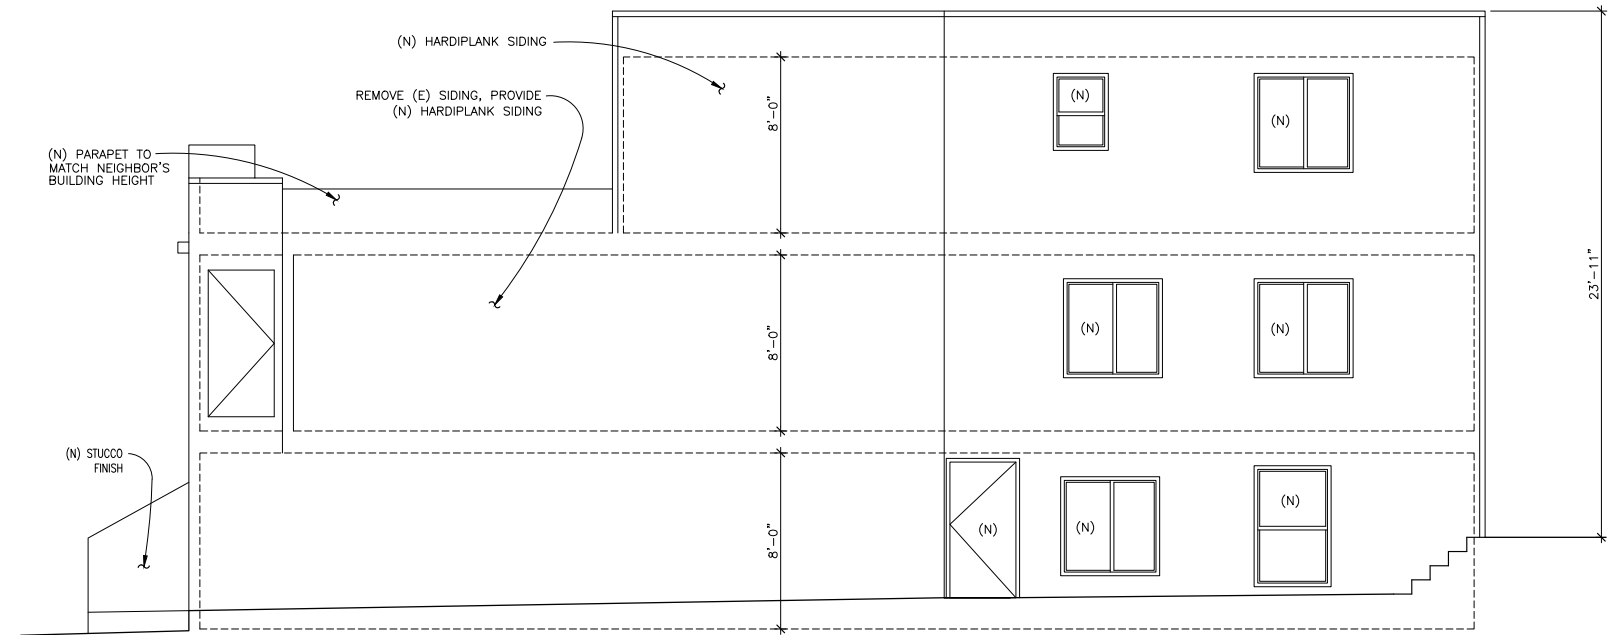 (N) HARDIPLANK SIDING
REMOVE (E) SIDING, PROVIDE
(N) HARDIPLANK SIDING
(N) PARAPET TO
MATCH NEIGHBOR'S
BUILDING HEIGHT
8'-0"
(N)
(N)
23'-11"
8'-0"
(N)
(N)
(N) STUCCO
FINISH
8'-0"
(N)
(N)
(N)